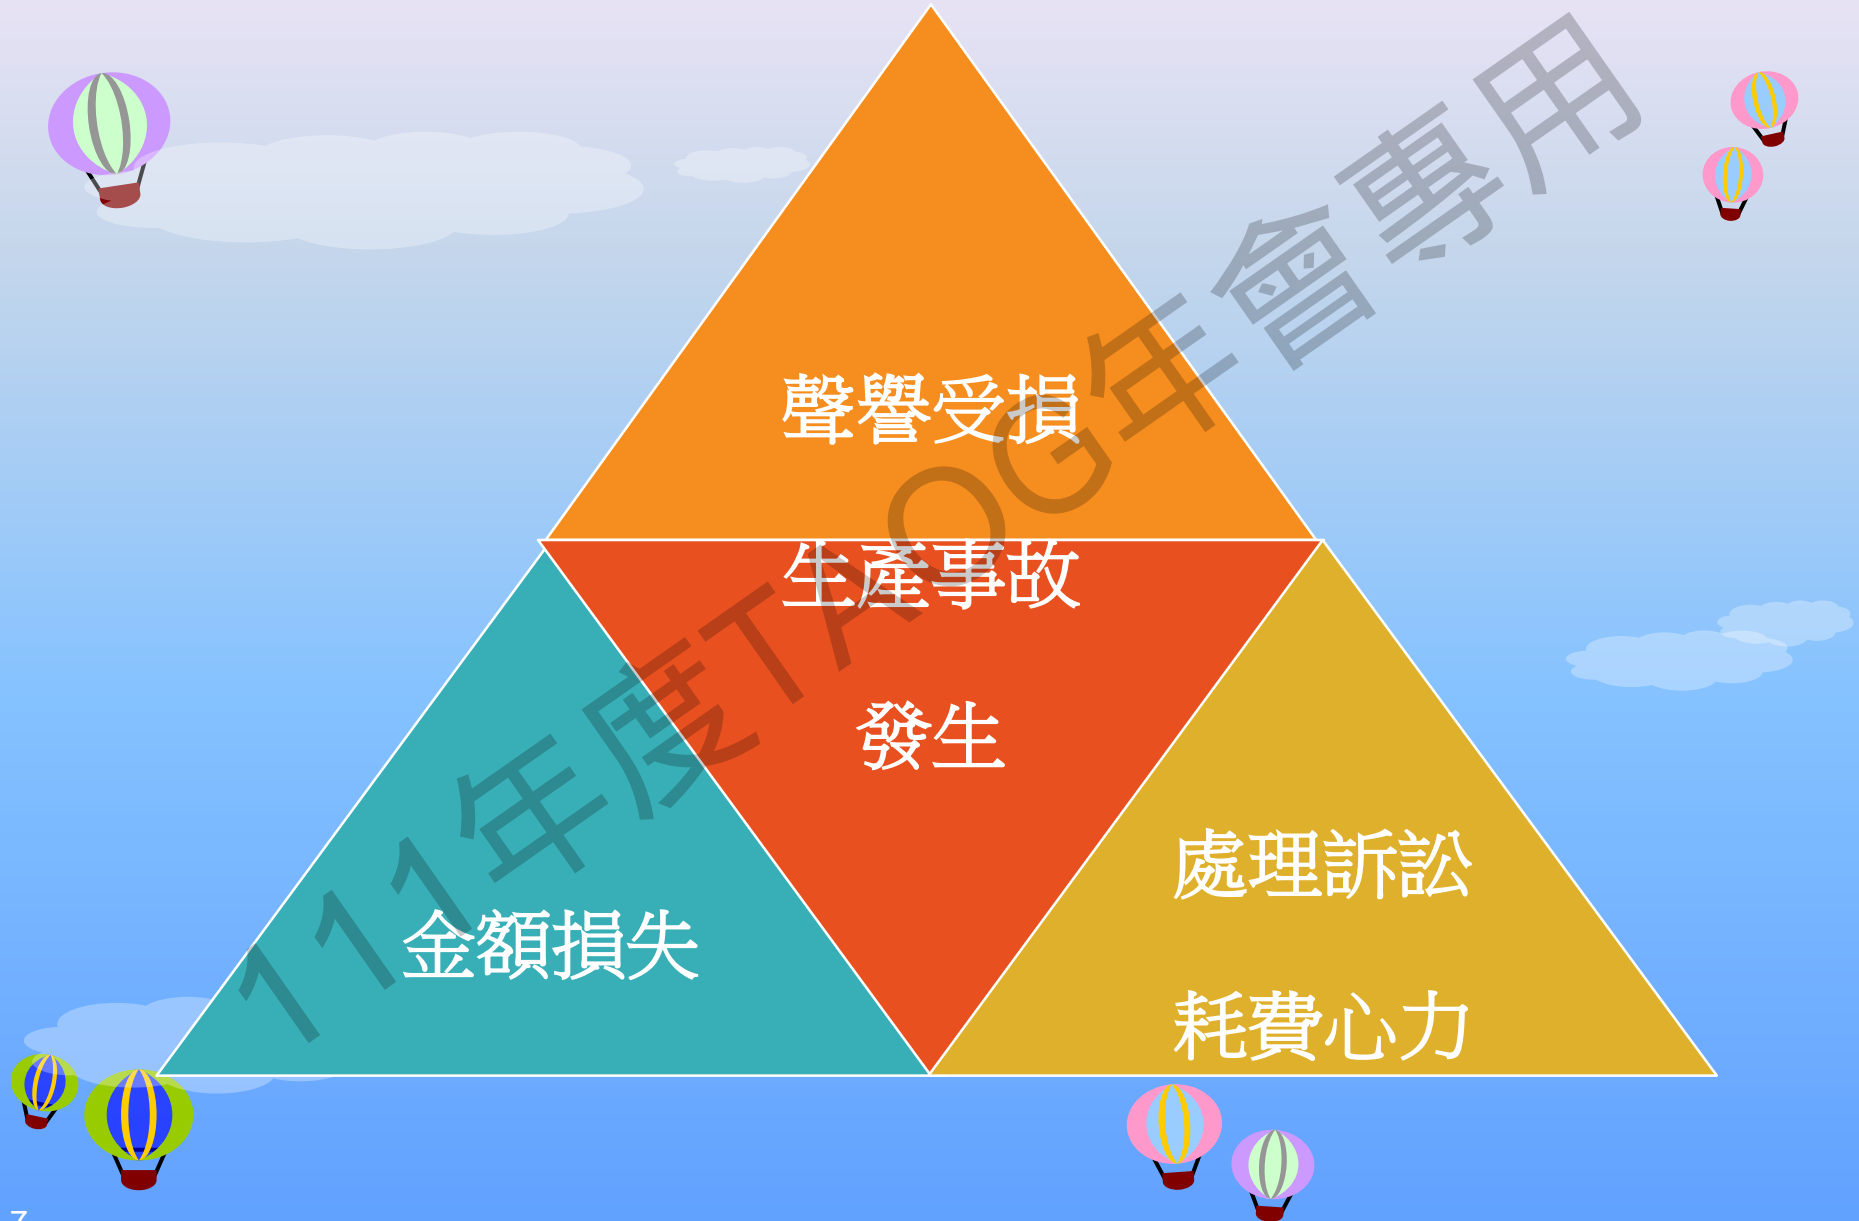 聲譽受損
生產事故
發生
金額損失
處理訴訟
耗費心力
111年度TAOG年會專用
7